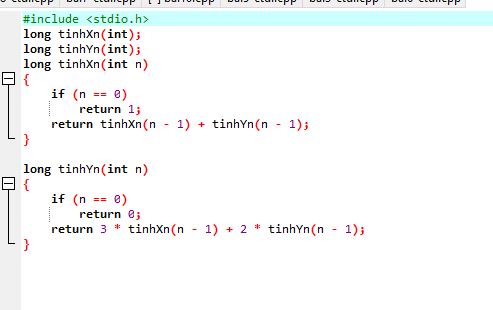 #include <stdio.h>
long tinhXn(int);
long tinhYn(int);
long tinhXn(int n)
{
if (n == 0)
return 1;
return tinhXn(n - 1) + tinhYn(n - 1);
}
long tinhYn(int n)
{
if (n == 0)
return 0;
return 3 * tinhXn(n - 1) + 2 * tinhYn(n - 1);
}